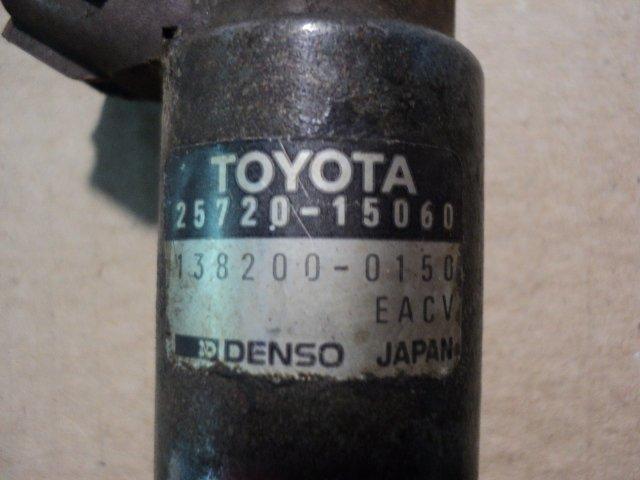 TOYOTA
25720-15060
138200-0150
EACV
DENSO JAPAN